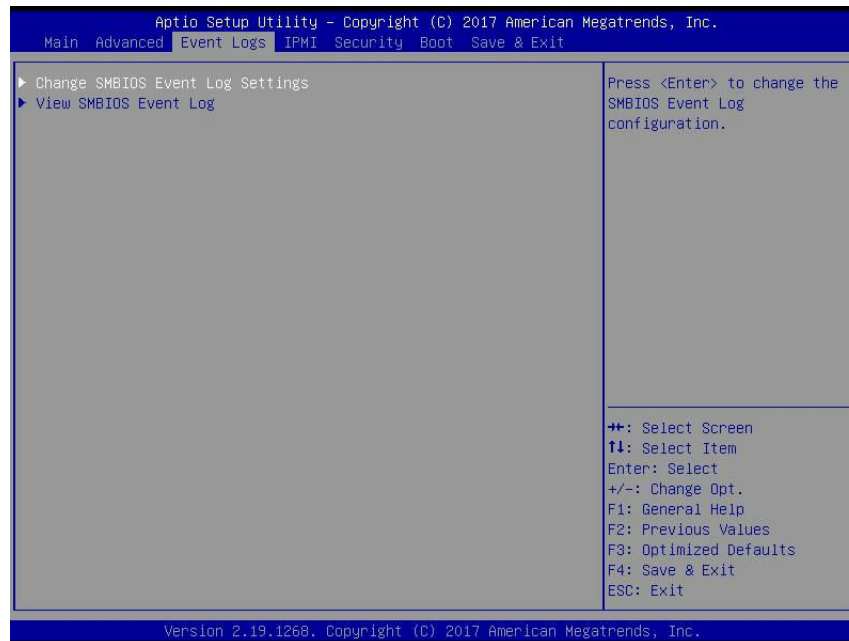 Aptio Setup Utility – Copyright (C) 2017 American Megatrends, Inc.
Main Advanced Event Logs IPMI Security Boot Save & Exit
▶ Change SMBIOS Event Log Settings
▶ View SMBIOS Event Log
Press <Enter> to change the
SMBIOS Event Log
configuration.
→←: Select Screen
↑↓: Select Item
Enter: Select
+/-: Change Opt.
F1: General Help
F2: Previous Values
F3: Optimized Defaults
F4: Save & Exit
ESC: Exit
Version 2.19.1268. Copyright (C) 2017 American Megatrends, Inc.